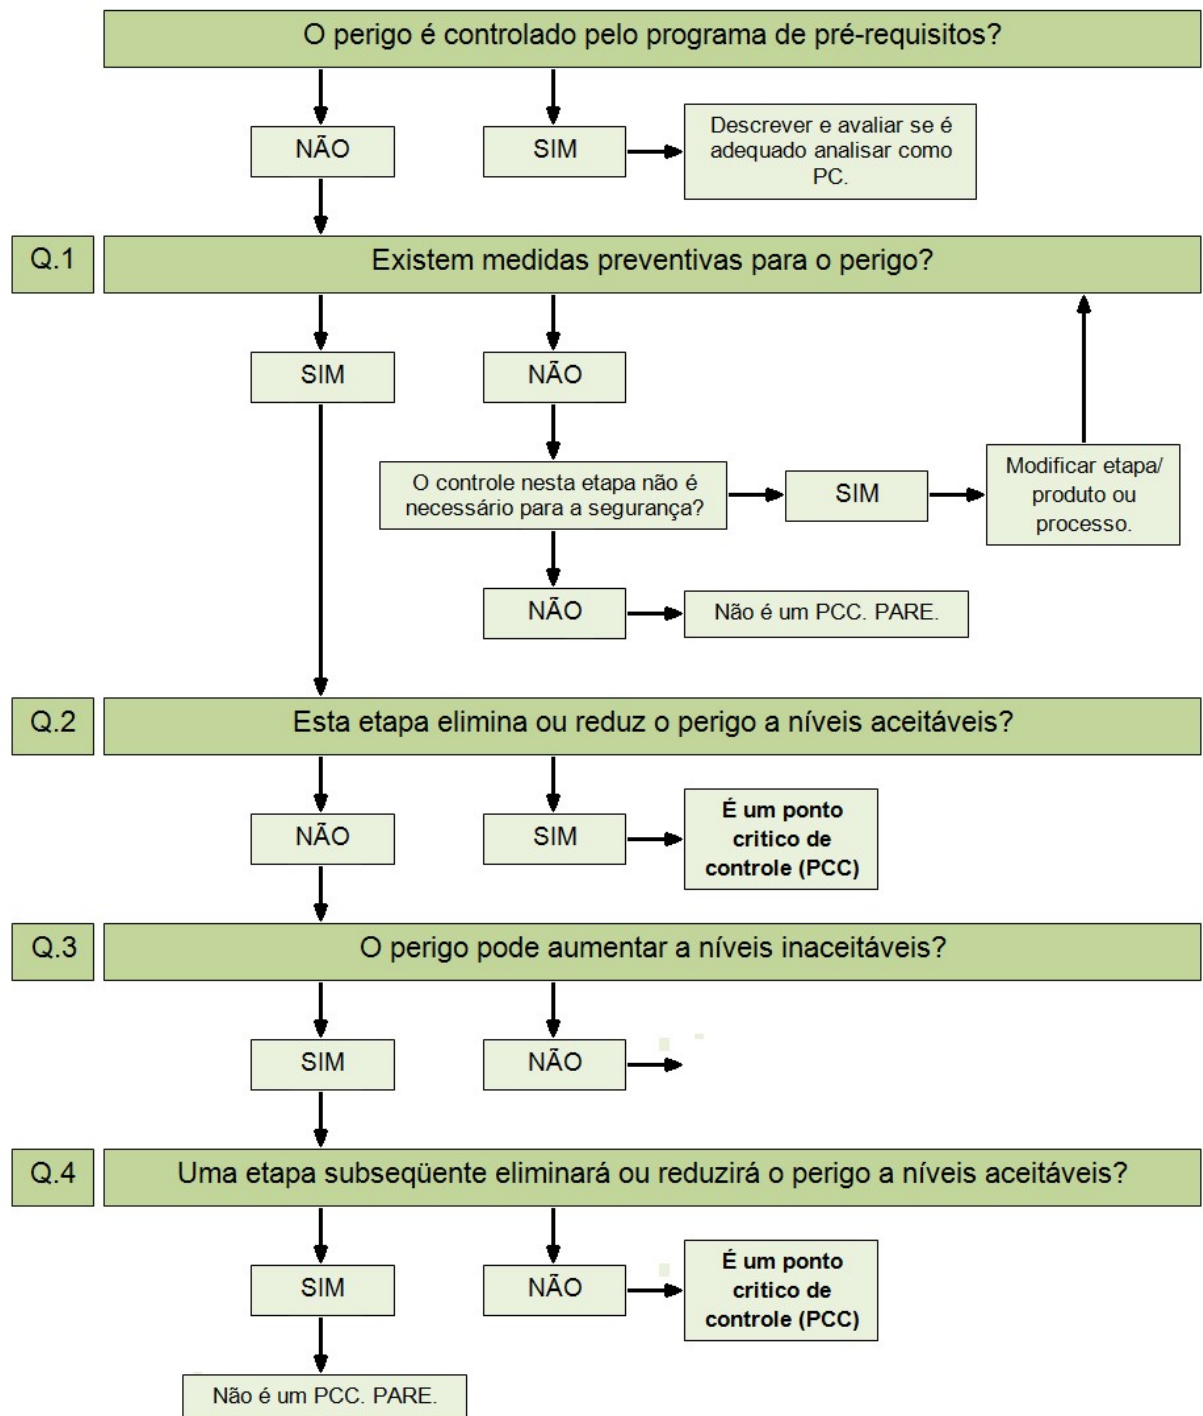 O perigo é controlado pelo programa de pré-requisitos?
NÃO
SIM
Descrever e avaliar se é
adequado analisar como
PC.
Q.1
Existem medidas preventivas para o perigo?
SIM
NÃO
O controle nesta etapa não é
necessário para a segurança?
SIM
Modificar etapa/
produto ou
processo.
NÃO
Não é um PCC. PARE.
Q.2
Esta etapa elimina ou reduz o perigo a níveis aceitáveis?
NÃO
SIM
É um ponto
critico de
controle (PCC)
Q.3
O perigo pode aumentar a níveis inaceitáveis?
SIM
NÃO
Q.4
Uma etapa subseqüente eliminará ou reduzirá o perigo a níveis aceitáveis?
SIM
NÃO
É um ponto
critico de
controle (PCC)
Não é um PCC. PARE.